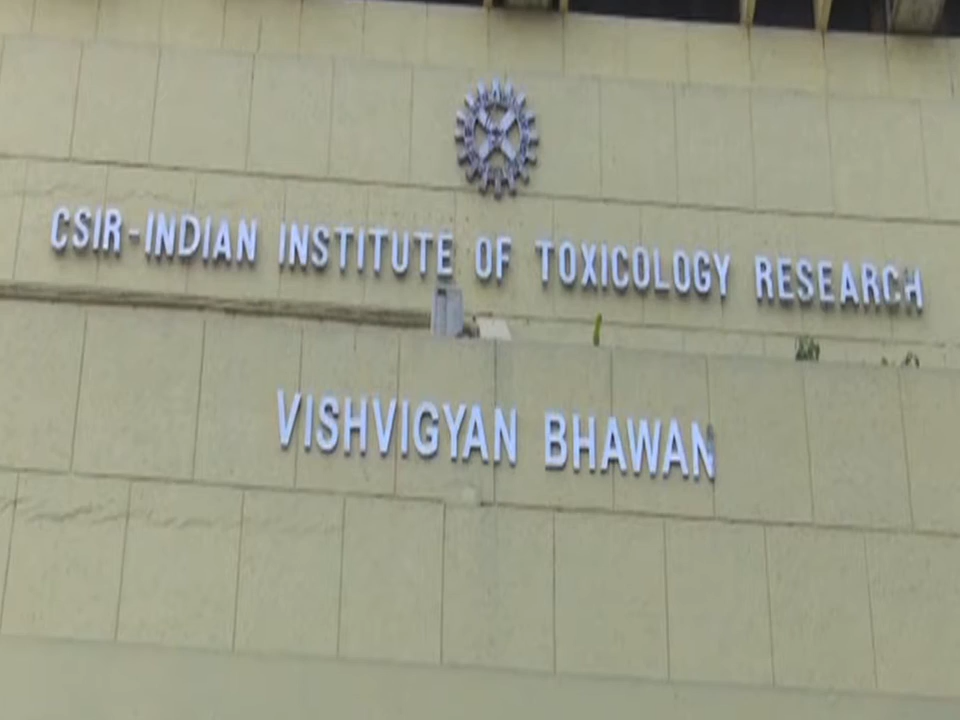 CSIR-INDIAN INSTITUTE OF TOXICOLOGY RESEARCH
VISHVIGYAN BHAWAN